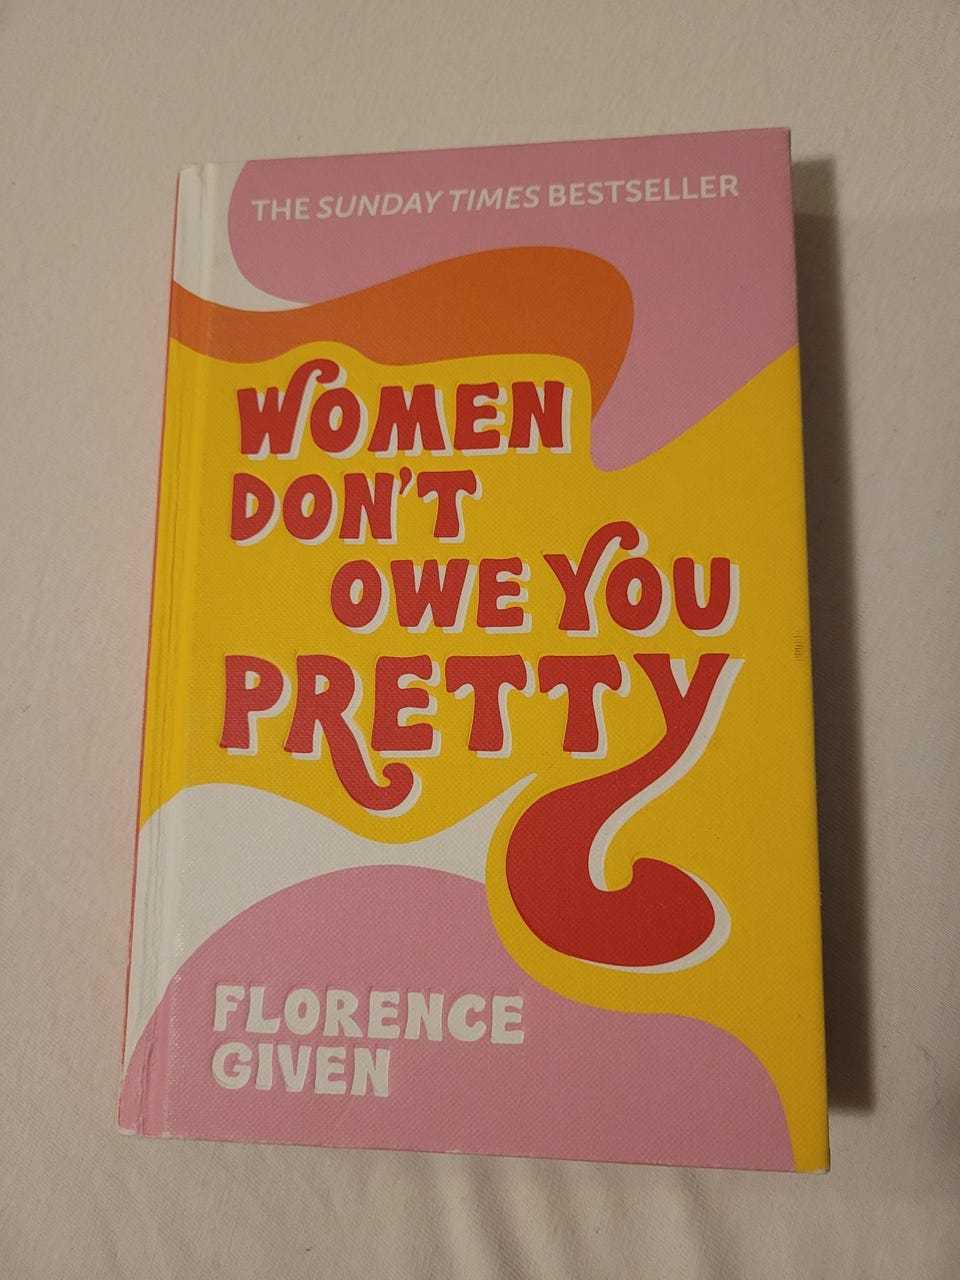 THE SUNDAY TIMES BESTSELLER
WOMEN
DON'T
OWE YOU
PRETTY
FLORENCE
GIVEN